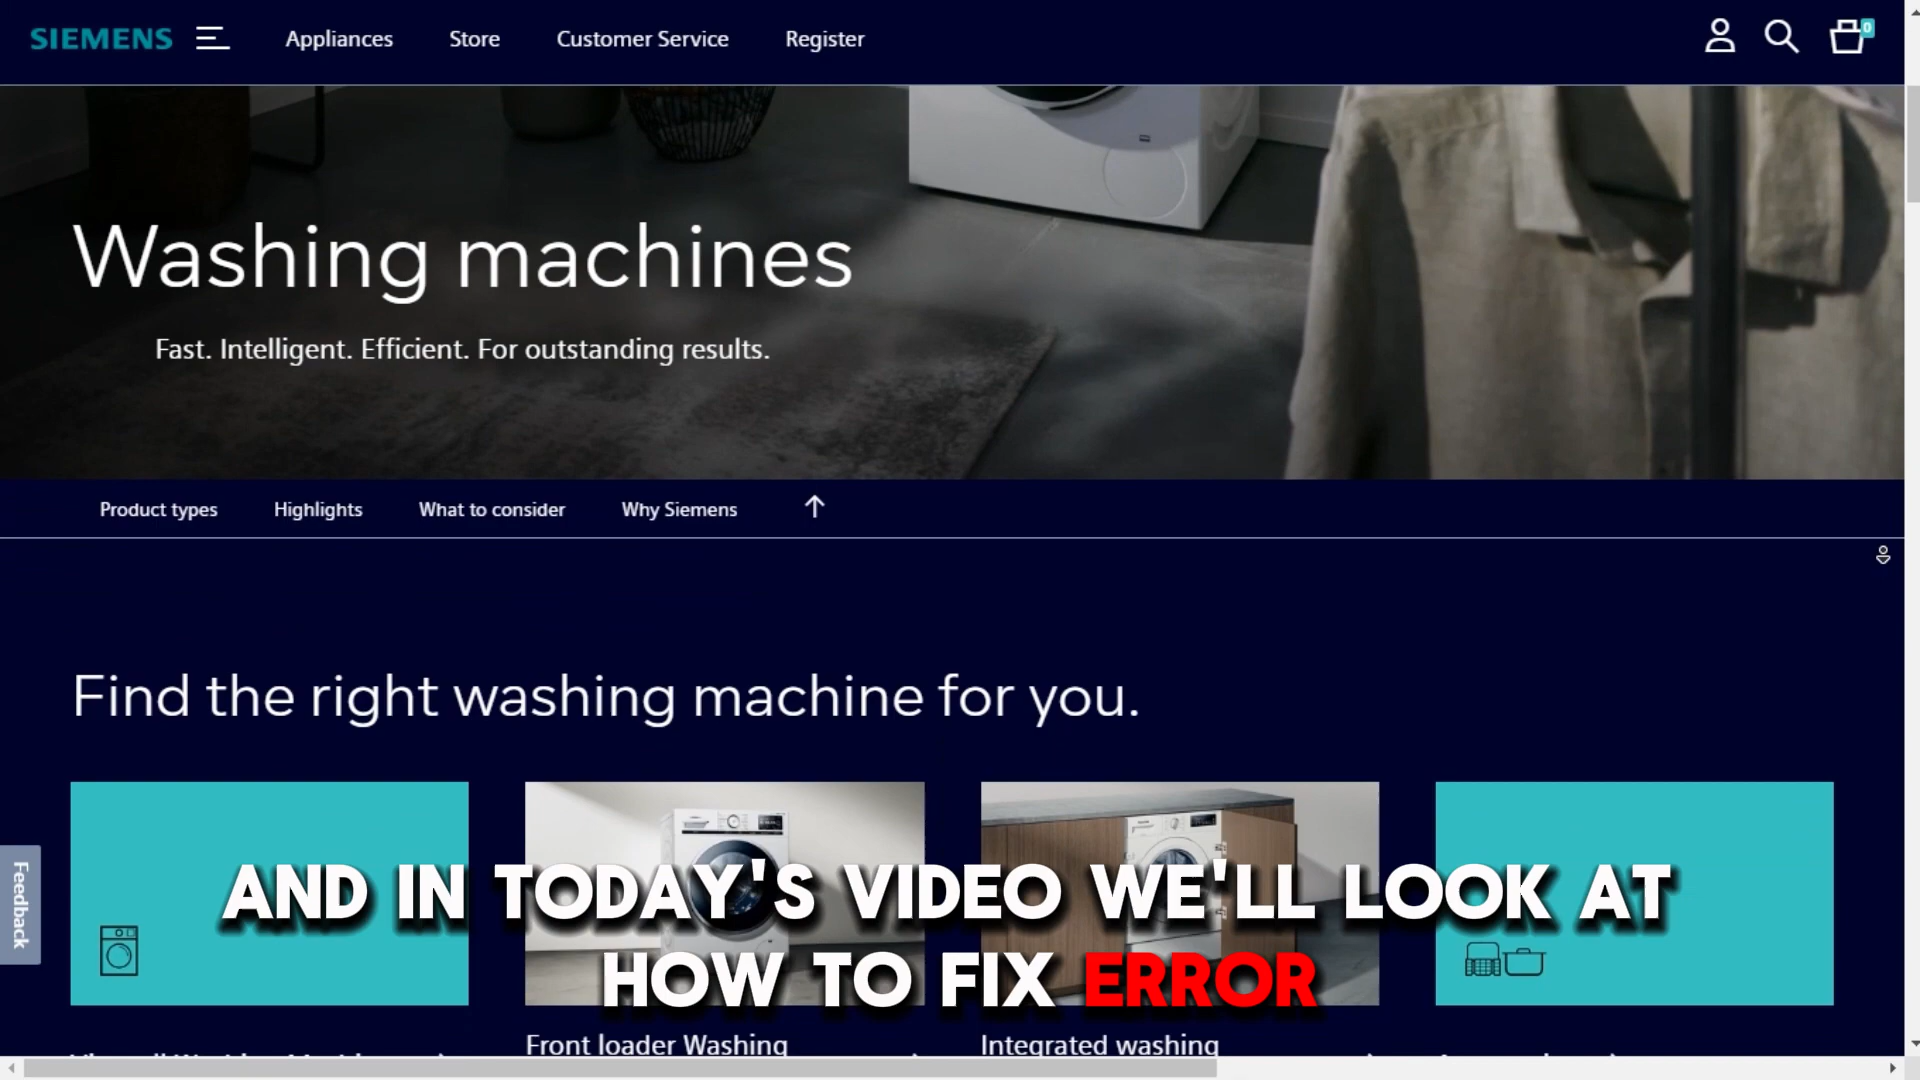 SIEMENS
Appliances
Store
Customer Service
Register
0
Washing machines
Fast. Intelligent. Efficient. For outstanding results.
Product types
Highlights
What to consider
Why Siemens
Find the right washing machine for you.
Feedback
AND IN TODAY'S VIDEO WE'LL LOOK AT
HOW TO FIX ERROR
Front loader Washing
Integrated washing